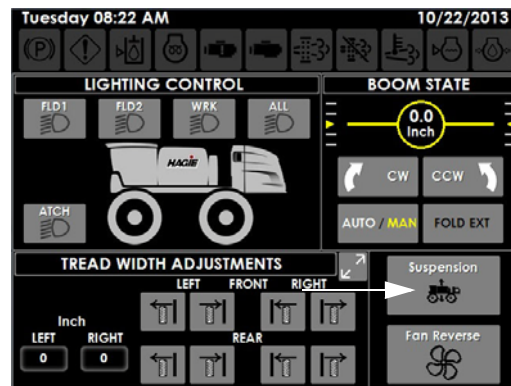 Tuesday 08:22 AM 10/22/2013
(P)
LIGHTING CONTROL
FLD1 FLD2 WRK ALL
HAGIE
ATCH
BOOM STATE
0.0
Inch
CW CCW
AUTO / MAN FOLD EXT
TREAD WIDTH ADJUSTMENTS
LEFT FRONT RIGHT
Inch
LEFT RIGHT
0 0
REAR
Suspension
Fan Reverse